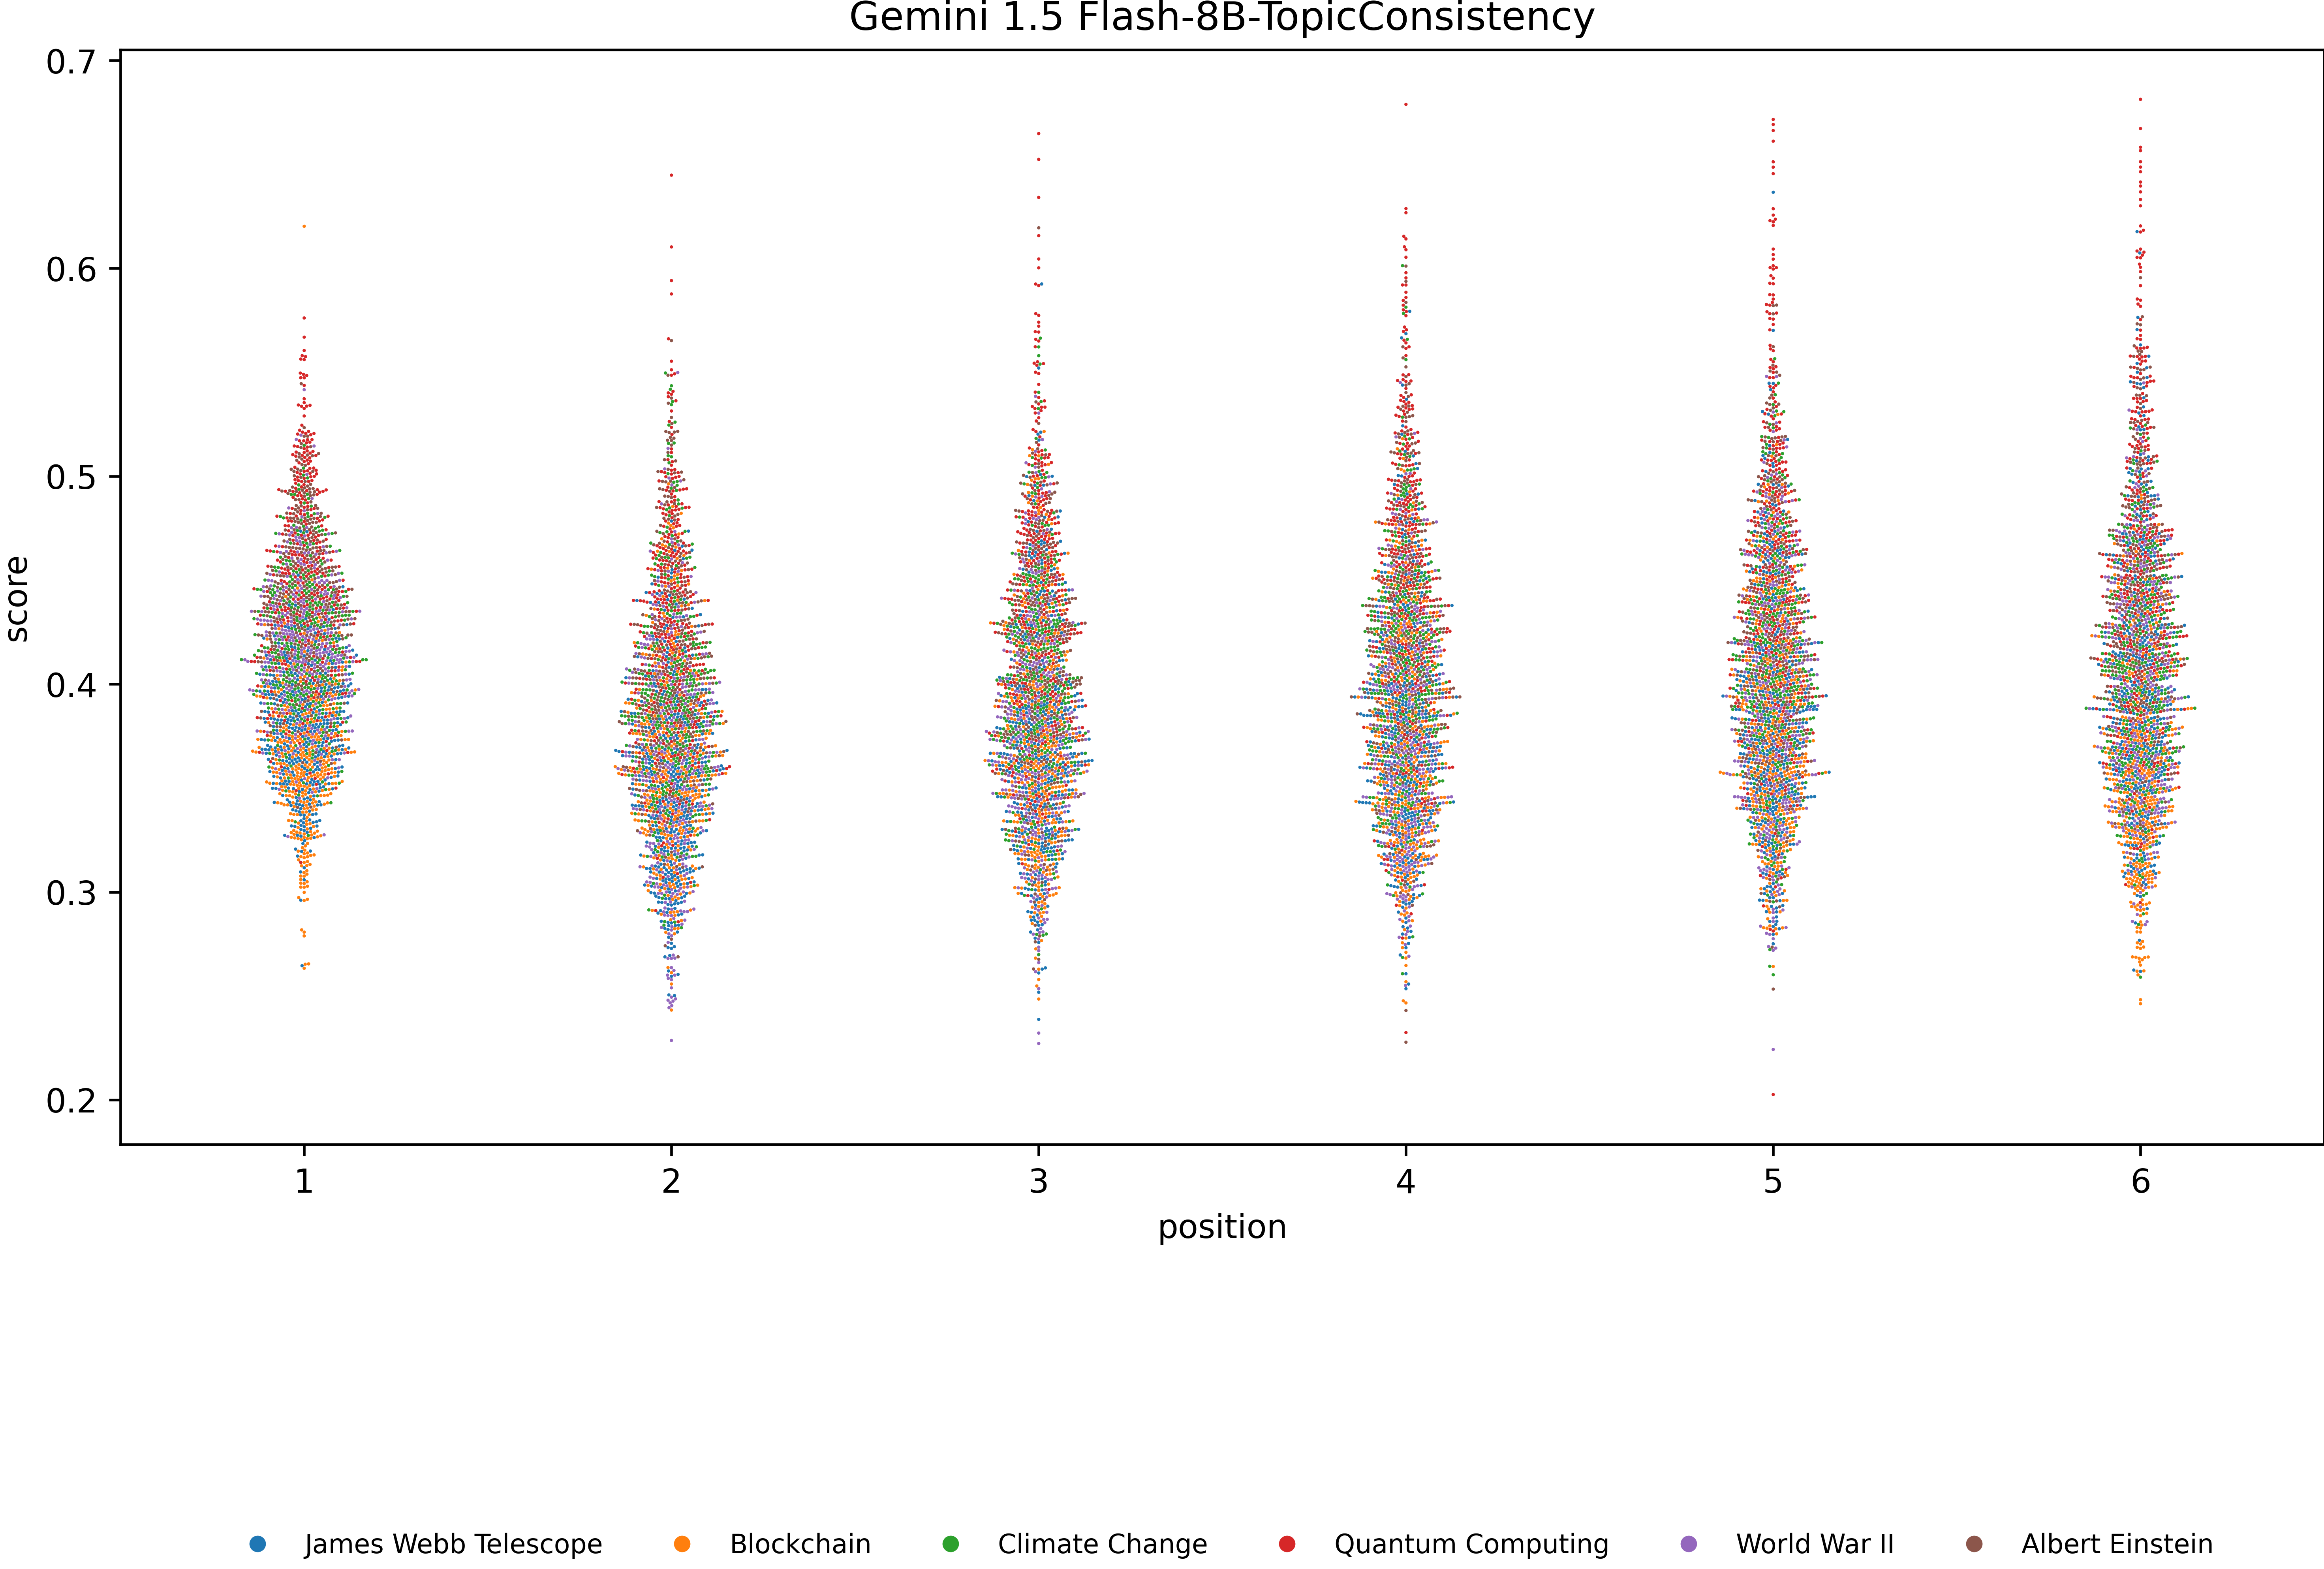 Gemini 1.5 Flash-8B-TopicConsistency
0.7
0.6
0.5
0.4
0.3
0.2
score
1 2 3 4 5 6
position
James Webb Telescope Blockchain Climate Change Quantum Computing World War II Albert Einstein